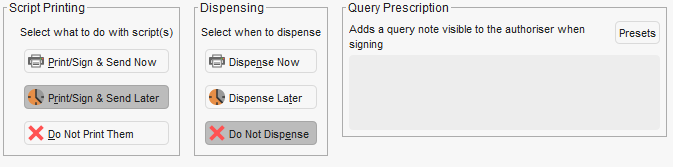 Script Printing
Select what to do with script(s)
Print/Sign & Send Now
Print/Sign & Send Later
Do Not Print Them
Dispensing
Select when to dispense
Dispense Now
Dispense Later
Do Not Dispense
Query Prescription
Adds a query note visible to the authoriser when
signing
Presets